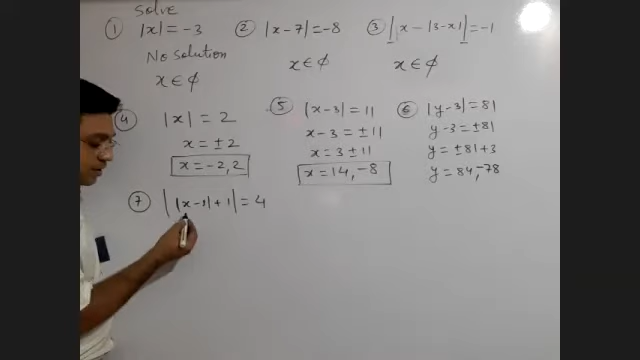 Solve
① |x| = -3
No solution
x ∈ ϕ
② |x - 7| = -8
x ∈ ϕ
③ |x - |3 - x|| = -1
x ∈ ϕ
④ |x| = 2
x = ±2
x = -2, 2
⑤ |x - 3| = 11
x - 3 = ±11
x = 3 ± 11
x = 14, -8
⑥ |y - 3| = 81
y - 3 = ±81
y = ±81 + 3
y = 84, -78
⑦ ||x - 1| + 1| = 4